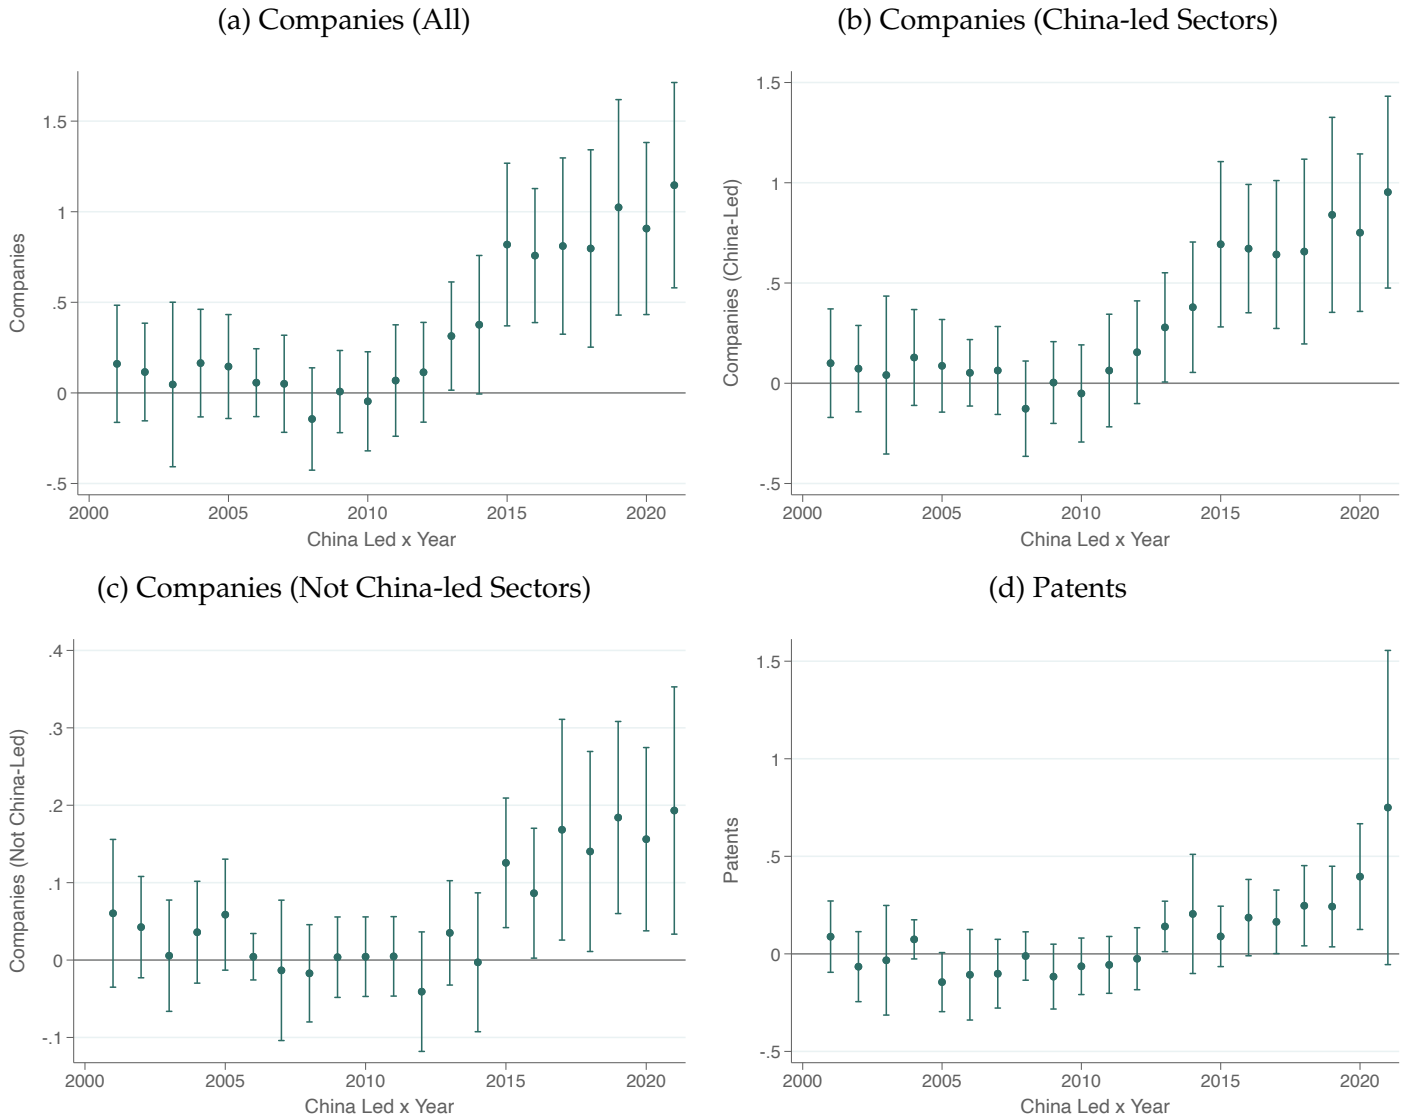 (a) Companies (All)
Companies
1.5
1
.5
0
-.5
2000 2005 2010 2015 2020
China Led x Year
(b) Companies (China-led Sectors)
Companies (China-Led)
1.5
1
.5
0
-.5
2000 2005 2010 2015 2020
China Led x Year
(c) Companies (Not China-led Sectors)
Companies (Not China-Led)
.4
.3
.2
.1
0
-.1
2000 2005 2010 2015 2020
China Led x Year
(d) Patents
Patents
1.5
1
.5
0
-.5
2000 2005 2010 2015 2020
China Led x Year